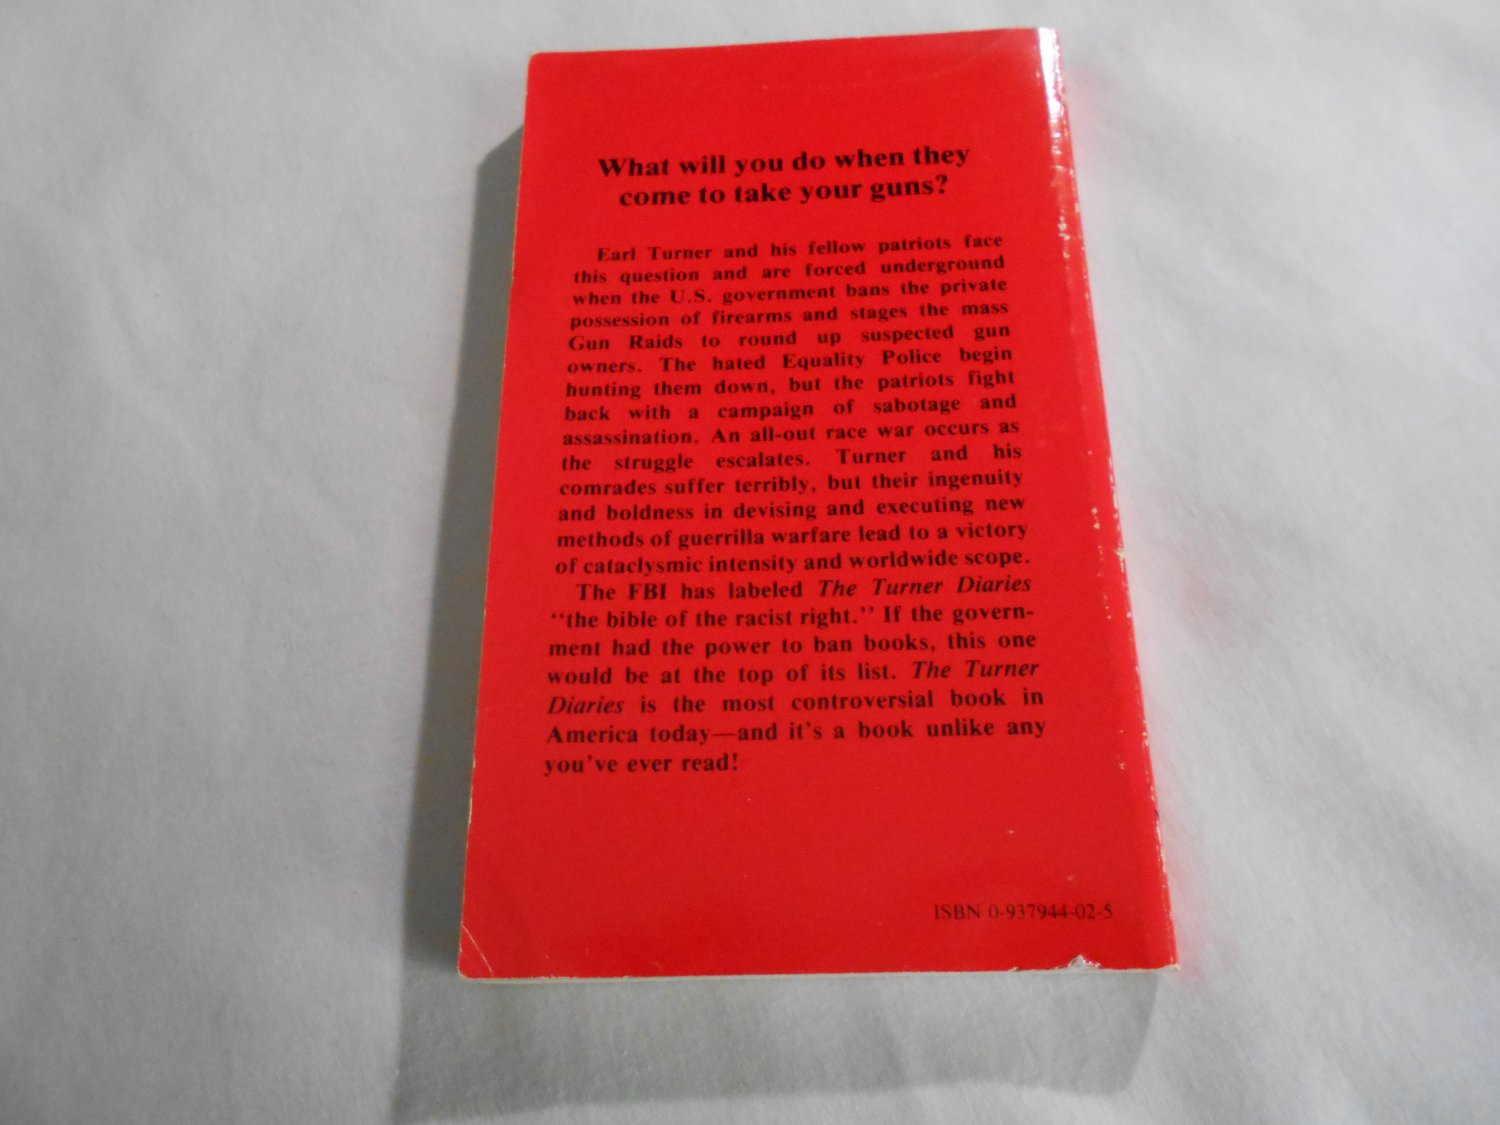 What will you do when they
come to take your guns?
Earl Turner and his fellow patriots face
this question and are forced underground
when the U.S. government bans the private
possession of firearms and stages the mass
Gun Raids to round up suspected gun
owners. The hated Equality Police begin
hunting them down, but the patriots fight
back with a campaign of sabotage and
assassination. An all-out race war occurs as
the struggle escalates. Turner and his
comrades suffer terribly, but their ingenuity
and boldness in devising and executing new
methods of guerrilla warfare lead to a victory
of cataclysmic intensity and worldwide scope.
The FBI has labeled The Turner Diaries
“the bible of the racist right.” If the govern-
ment had the power to ban books, this one
would be at the top of its list. The Turner
Diaries is the most controversial book in
America today—and it's a book unlike any
you've ever read!
ISBN 0-937944-02-5